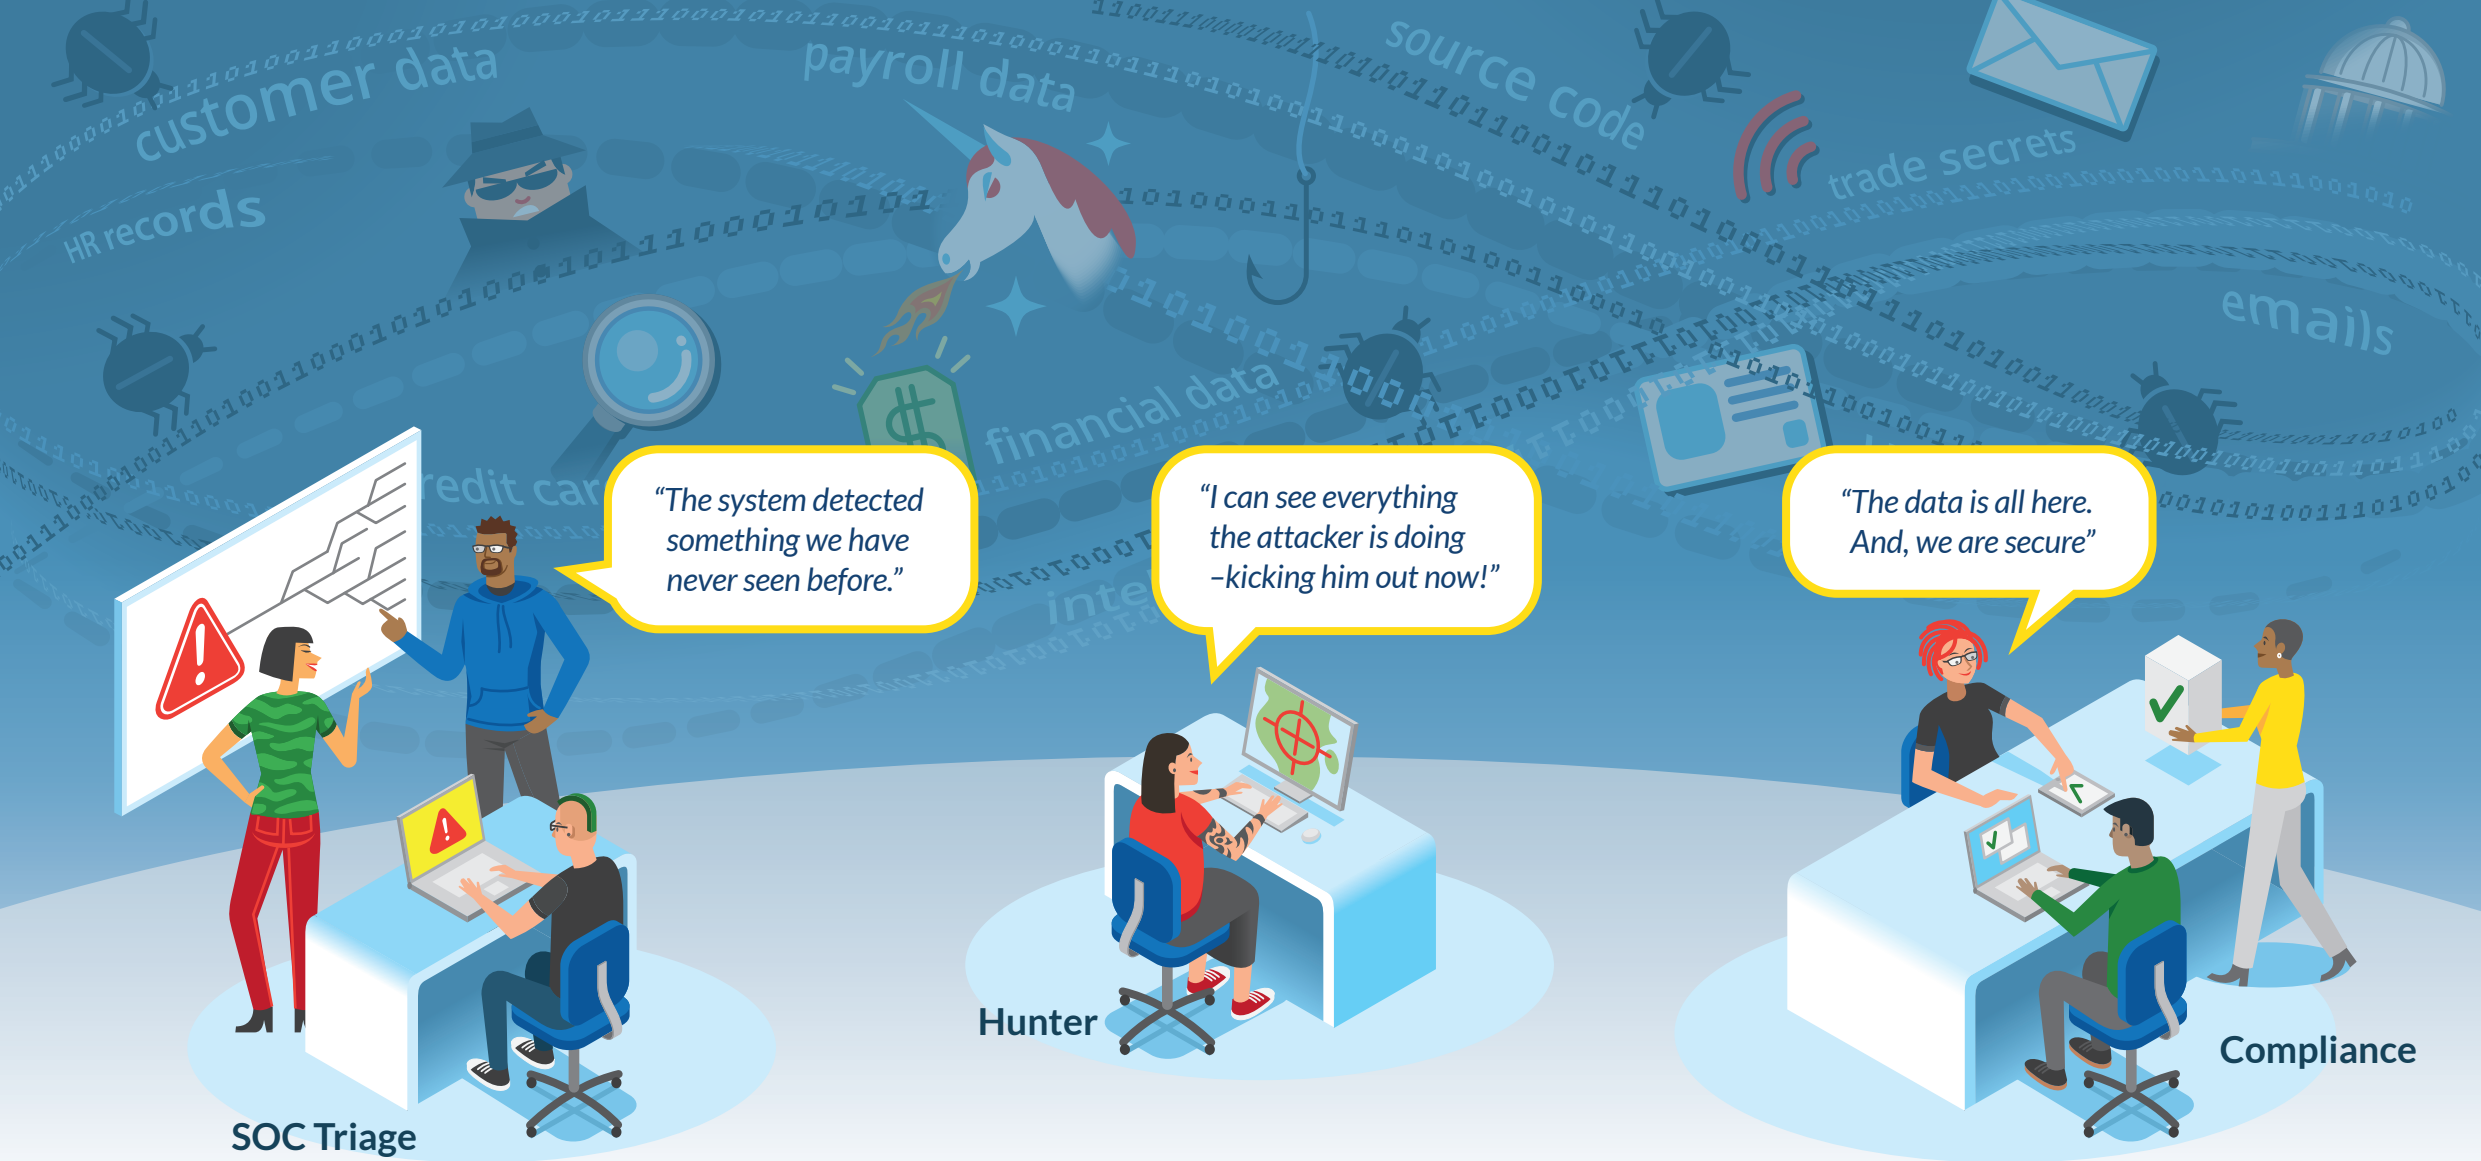 customer data
payroll data
source code
trade secrets
HR records
emails
financial data
“The system detected
something we have
never seen before.”
“I can see everything
the attacker is doing
–kicking him out now!”
“The data is all here.
And, we are secure”
Hunter
Compliance
SOC Triage